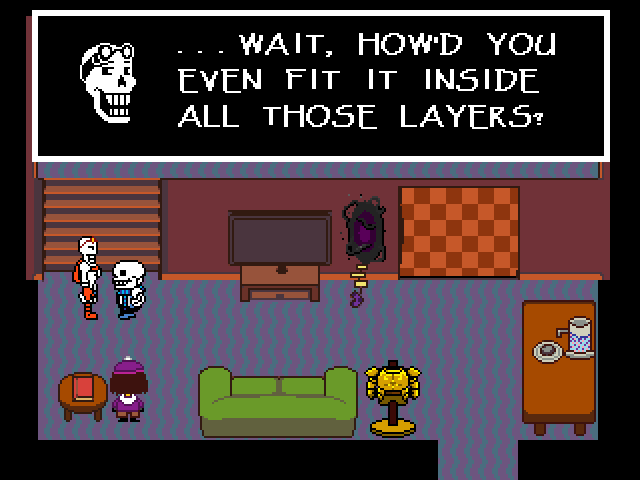 ...WAIT, HOW'D YOU
EVEN FIT IT INSIDE
ALL THOSE LAYERS?